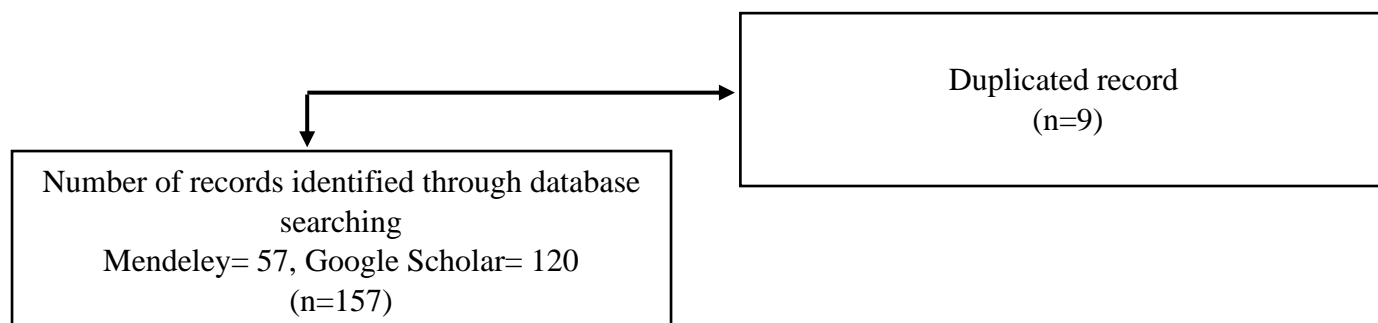 Duplicated record
(n=9)
Number of records identified through database
searching
Mendeley= 57, Google Scholar= 120
(n=157)